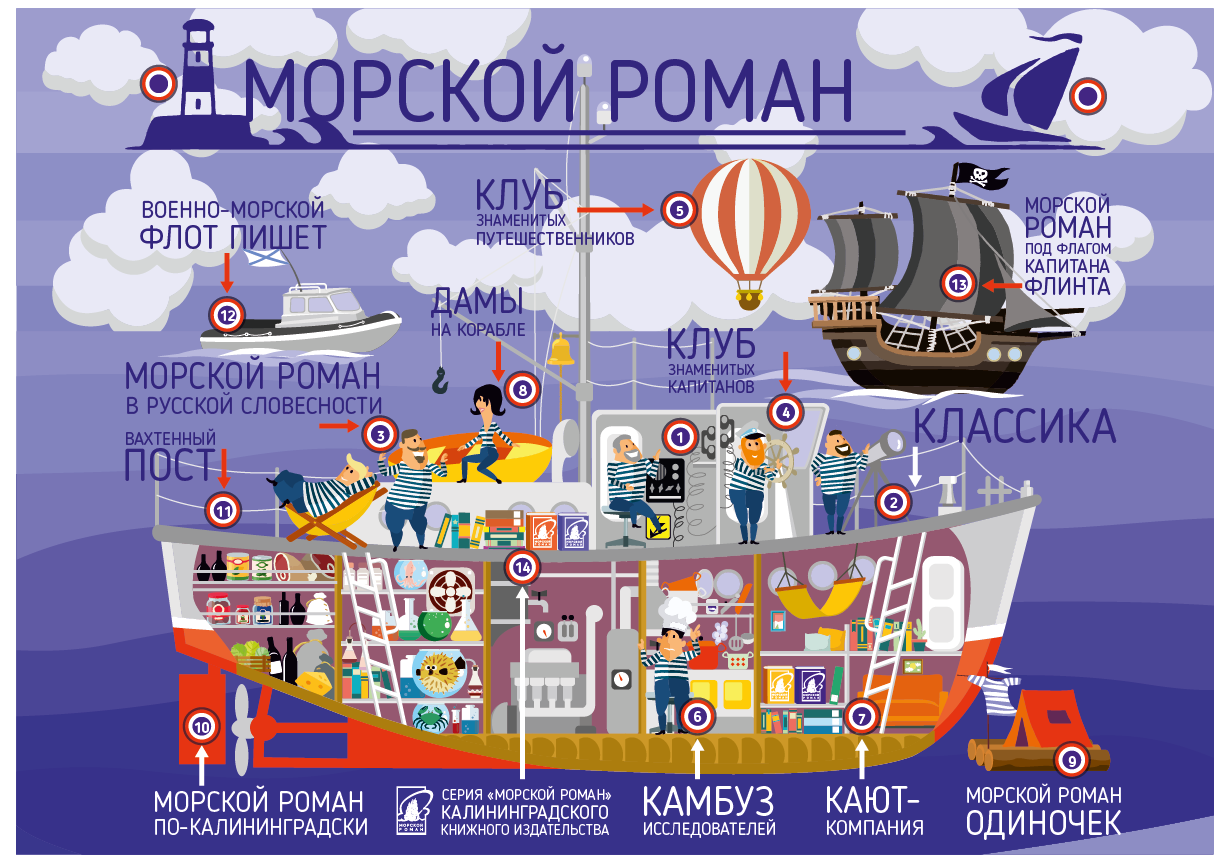 МОРСКОЙ РОМАН
ВОЕННО-МОРСКОЙ
ФЛОТ ПИШЕТ
12
КЛУБ
ЗНАМЕНИТЫХ
ПУТЕШЕСТВЕННИКОВ
5
МОРСКОЙ
РОМАН
ПОД ФЛАГОМ
КАПИТАНА
ФЛИНТА
13
ДАМЫ
НА КОРАБЛЕ
8
КЛУБ
ЗНАМЕНИТЫХ
КАПИТАНОВ
4
МОРСКОЙ РОМАН
В РУССКОЙ СЛОВЕСНОСТИ
3
ВАХТЕННЫЙ
ПОСТ
11
1
КЛАССИКА
2
14
10
6
7
9
МОРСКОЙ РОМАН
ПО-КАЛИНИНГРАДСКИ
МОРСКОЙ
РОМАН
СЕРИЯ «МОРСКОЙ РОМАН»
КАЛИНИНГРАДСКОГО
КНИЖНОГО ИЗДАТЕЛЬСТВА
КАМБУЗ
ИССЛЕДОВАТЕЛЕЙ
КАЮТ-
КОМПАНИЯ
МОРСКОЙ РОМАН
ОДИНОЧЕК